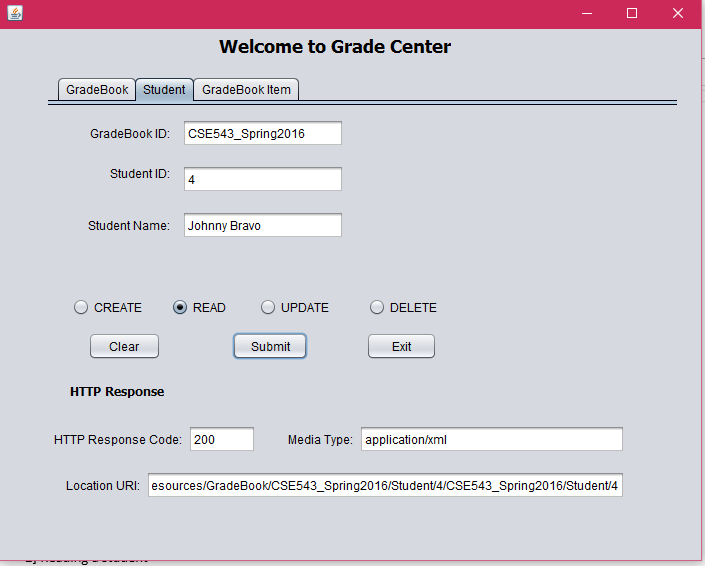 Welcome to Grade Center
GradeBook Student GradeBook Item
GradeBook ID: CSE543_Spring2016
Student ID: 4
Student Name: Johnny Bravo
CREATE READ UPDATE DELETE
Clear Submit Exit
HTTP Response
HTTP Response Code: 200 Media Type: application/xml
Location URI: esources/GradeBook/CSE543_Spring2016/Student/4/CSE543_Spring2016/Student/4